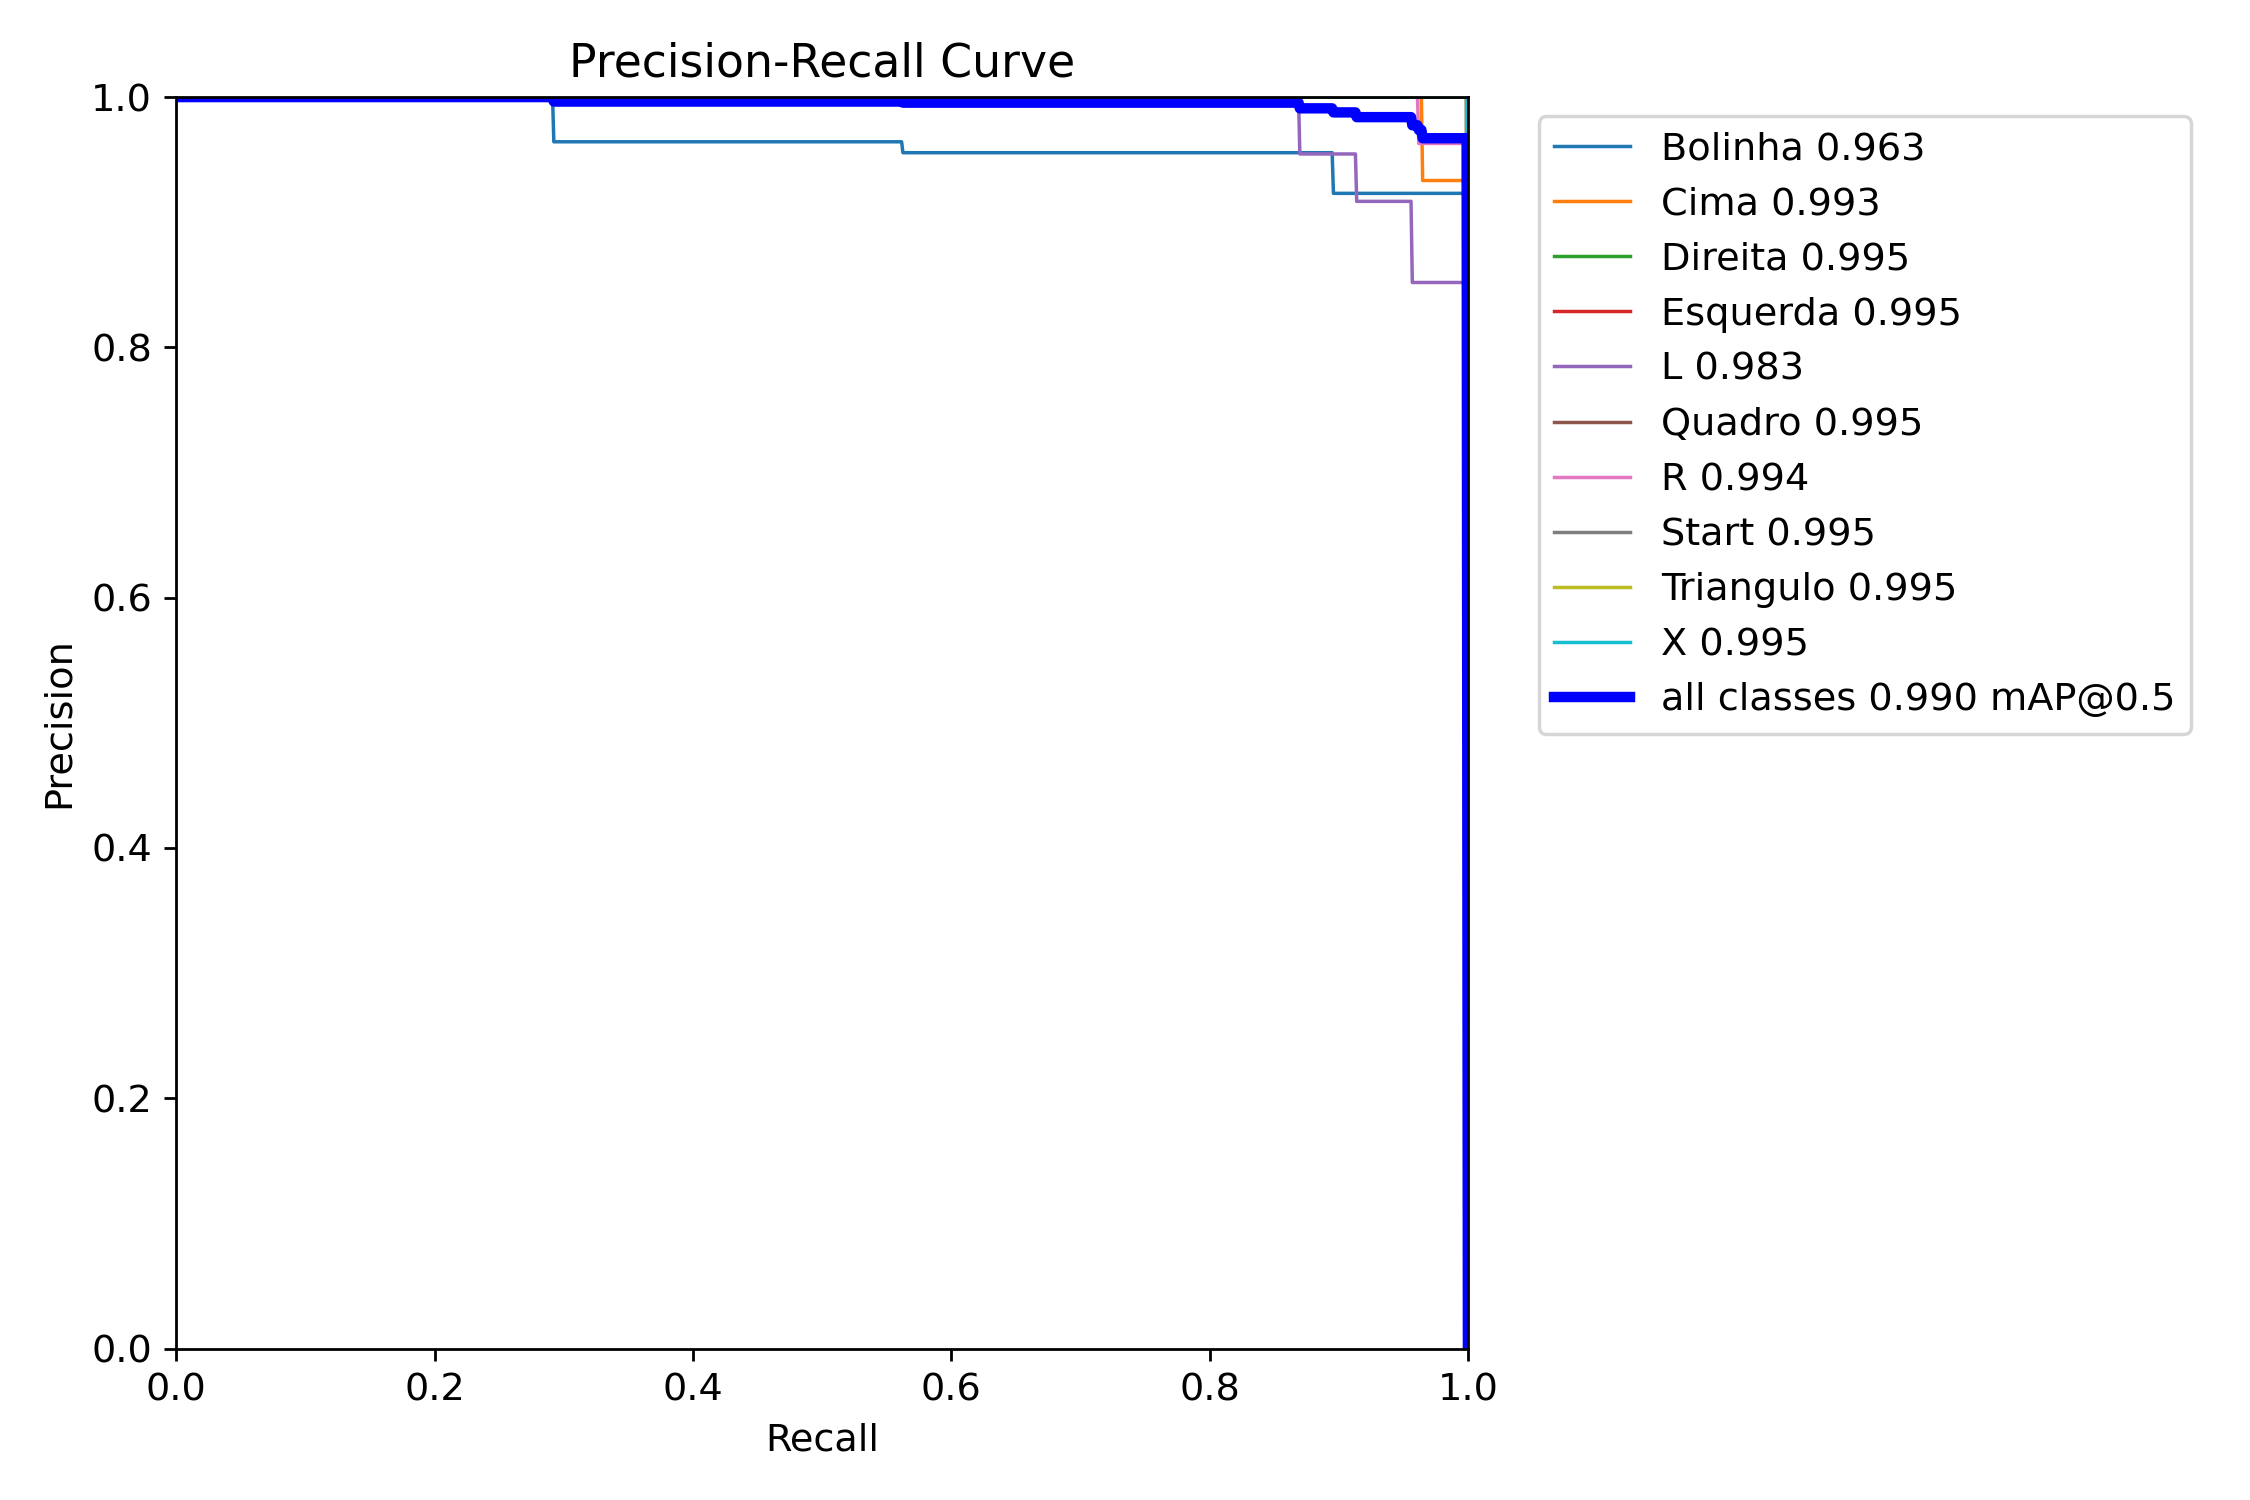 Precision-Recall Curve
1.0
0.8
0.6
0.4
0.2
0.0
Precision
0.0 0.2 0.4 0.6 0.8 1.0
Recall
Bolinha 0.963
Cima 0.993
Direita 0.995
Esquerda 0.995
L 0.983
Quadro 0.995
R 0.994
Start 0.995
Triangulo 0.995
X 0.995
all classes 0.990 mAP@0.5